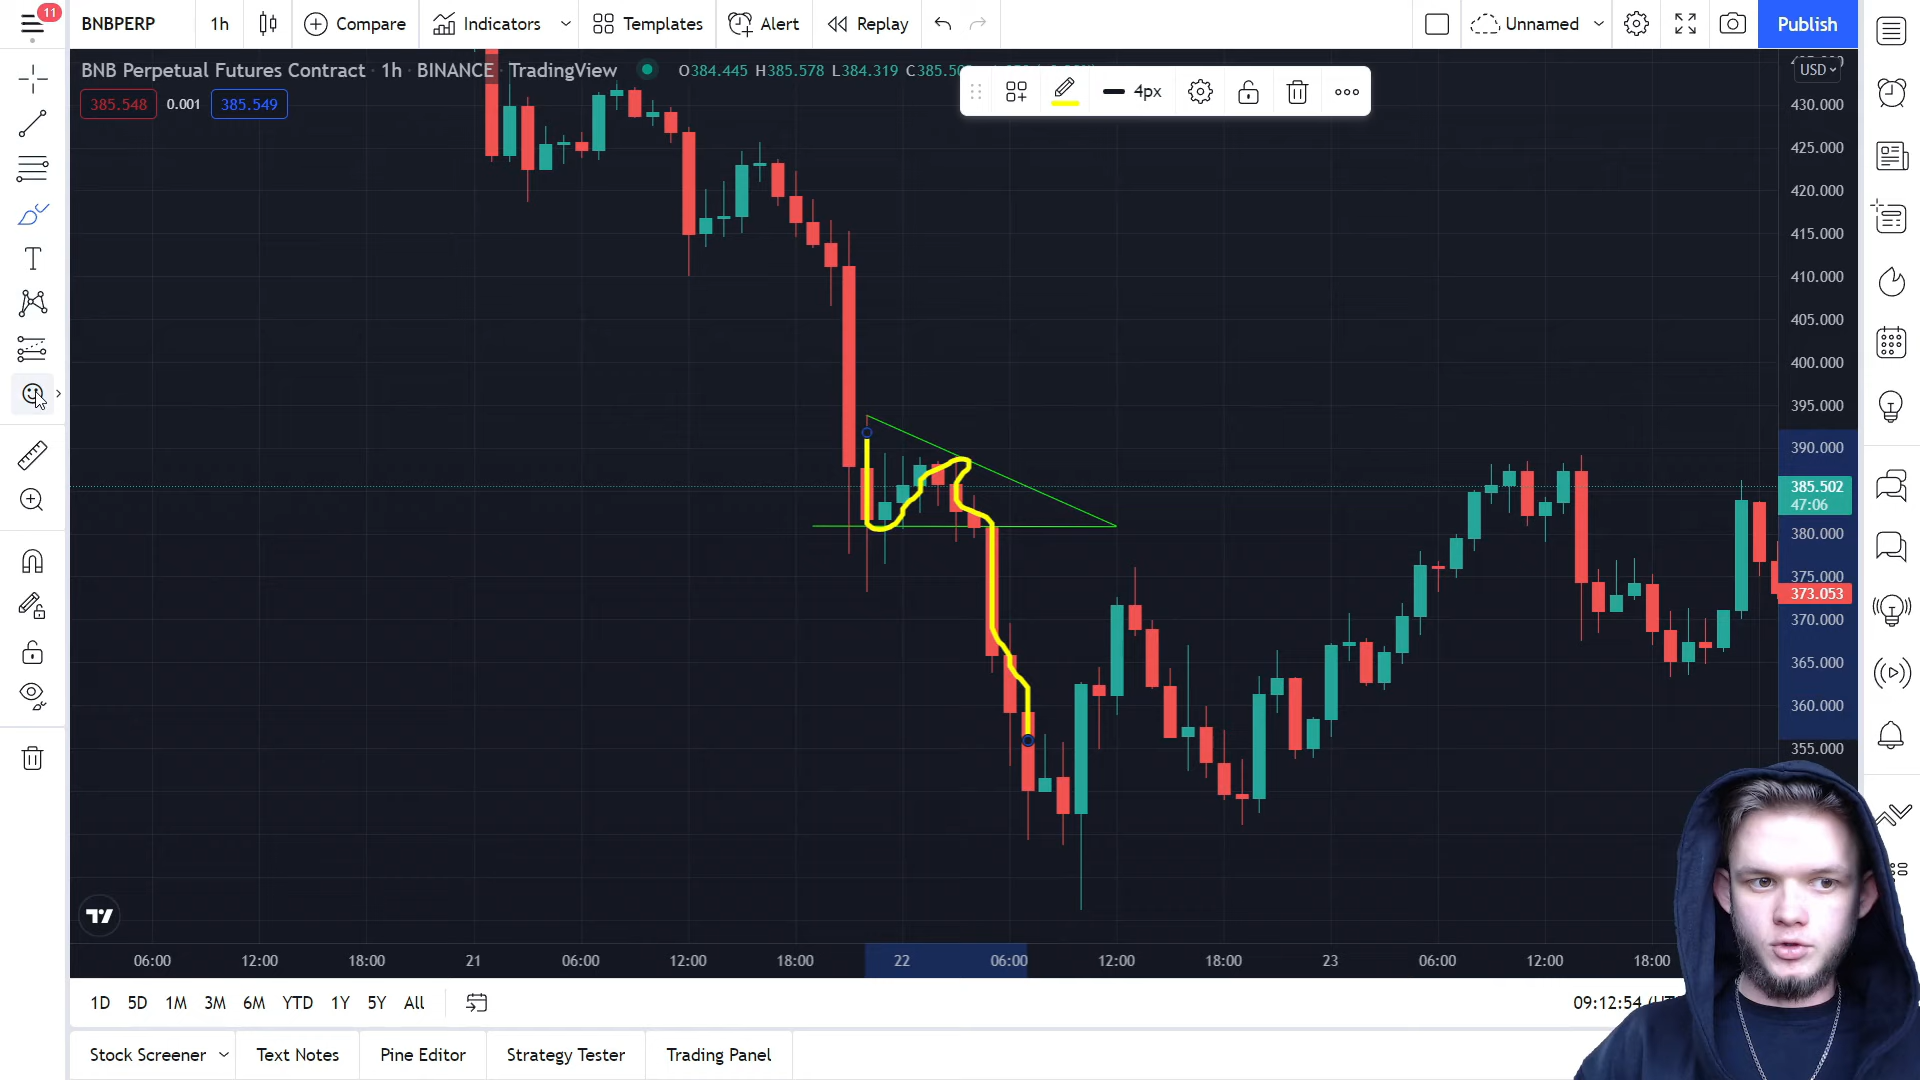 11
BNBPERP 1h Compare Indicators Templates Alert Replay Unnamed Publish
BNB Perpetual Futures Contract · 1h · BINANCE · TradingView O384.445 H385.578 L384.319
USD
385.548 0.001 385.549
4px
430.000
425.000
420.000
415.000
410.000
405.000
400.000
395.000
390.000
385.502
47:06
380.000
375.000
373.053
370.000
365.000
360.000
355.000
06:00 12:00 18:00 21 06:00 12:00 18:00 22 06:00 12:00 18:00 23 06:00 12:00 18:00
1D 5D 1M 3M 6M YTD 1Y 5Y All 09:12:54
Stock Screener Text Notes Pine Editor Strategy Tester Trading Panel